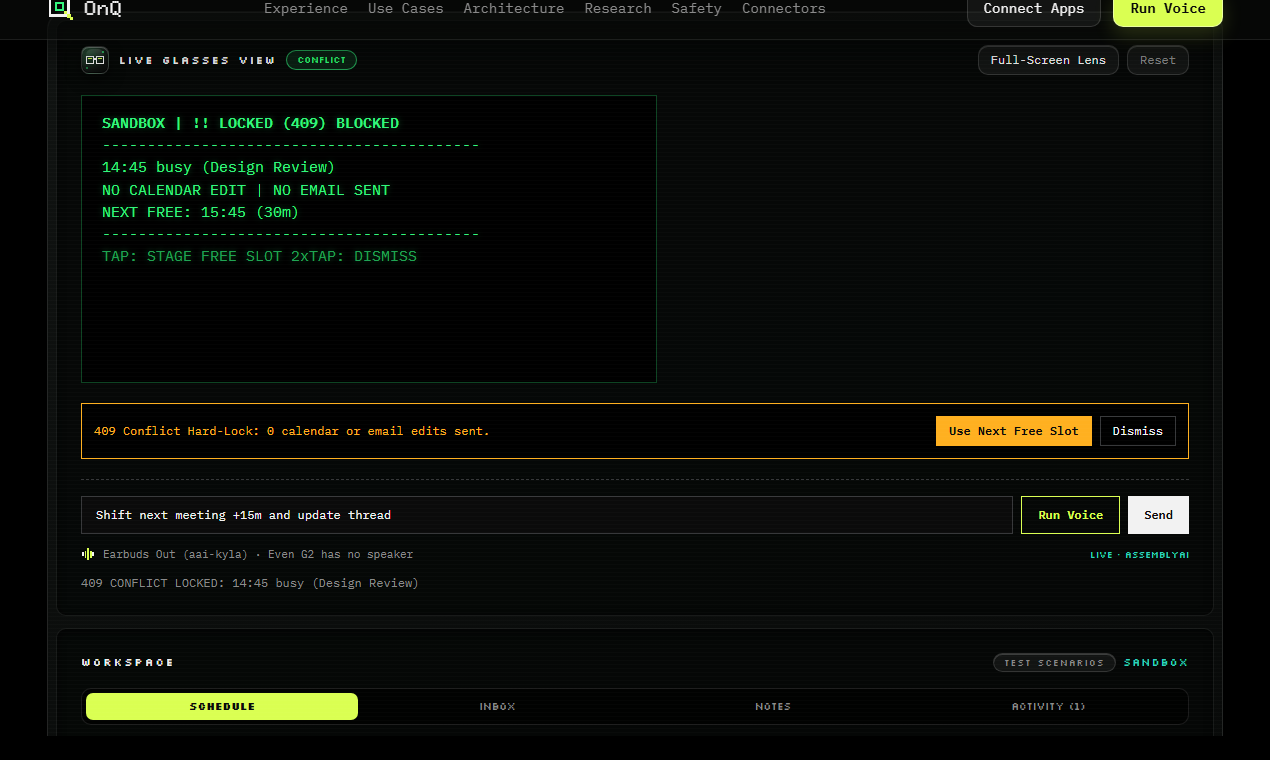 OnQ
Experience Use Cases Architecture Research Safety Connectors
Connect Apps
Run Voice
LIVE GLASSES VIEW
CONFLICT
Full-Screen Lens
Reset
SANDBOX | !! LOCKED (409) BLOCKED
------------------------------------------
14:45 busy (Design Review)
NO CALENDAR EDIT | NO EMAIL SENT
NEXT FREE: 15:45 (30m)
------------------------------------------
TAP: STAGE FREE SLOT 2xTAP: DISMISS
409 Conflict Hard-Lock: 0 calendar or email edits sent.
Use Next Free Slot
Dismiss
Shift next meeting +15m and update thread
Run Voice
Send
Earbuds Out (aai-kyla) · Even G2 has no speaker
LIVE · ASSEMBLYAI
409 CONFLICT LOCKED: 14:45 busy (Design Review)
WORKSPACE
TEST SCENARIOS
SANDBOX
SCHEDULE
INBOX
NOTES
ACTIVITY (1)